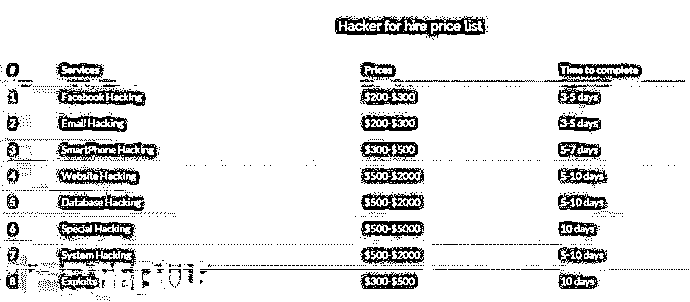 Hacker for hire price list
0 Services Prices Time to complete
1 Facebook Hacking $200-$300 3-5 days
2 Email Hacking $200-$300 3-5 days
3 SmartPhone Hacking $300-$500 5-7 days
4 Website Hacking $500-$2000 5-10 days
5 Database Hacking $500-$2000 5-10 days
6 Special Hacking $500-$5000 10 days
7 System Hacking $500-$2000 5-10 days
8 Exploits $300-$500 10 days